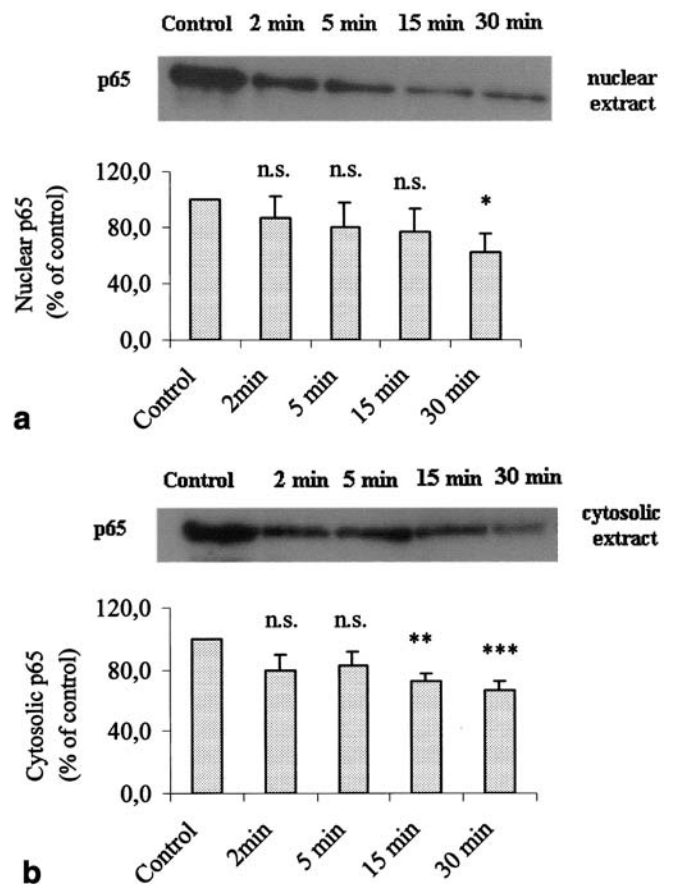 Control 2 min 5 min 15 min 30 min
p65
nuclear
extract
120,0
80,0
40,0
0,0
Nuclear p65
(% of control)
n.s. n.s. n.s. *
Control 2min 5 min 15 min 30 min
a
Control 2 min 5 min 15 min 30 min
p65
cytosolic
extract
120,0
80,0
40,0
0,0
Cytosolic p65
(% of control)
n.s. n.s. ** ***
Control 2min 5 min 15 min 30 min
b